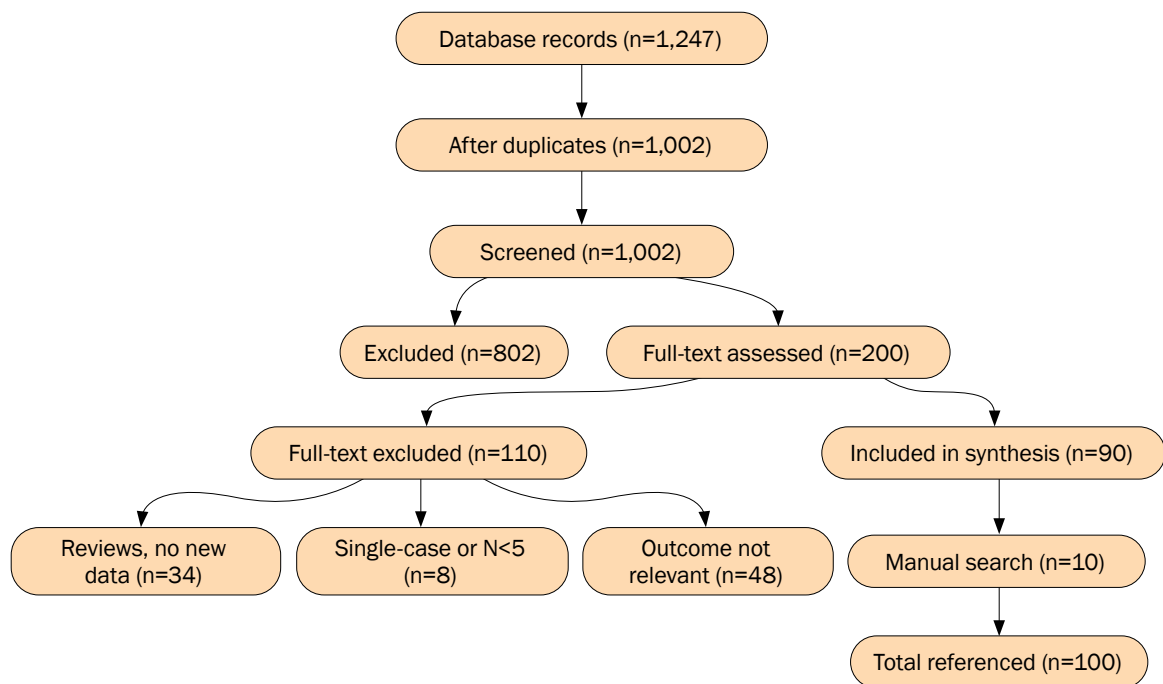 Database records (n=1,247)
After duplicates (n=1,002)
Screened (n=1,002)
Excluded (n=802)
Full-text assessed (n=200)
Full-text excluded (n=110)
Included in synthesis (n=90)
Reviews, no new
data (n=34)
Single-case or N<5
(n=8)
Outcome not
relevant (n=48)
Manual search (n=10)
Total referenced (n=100)